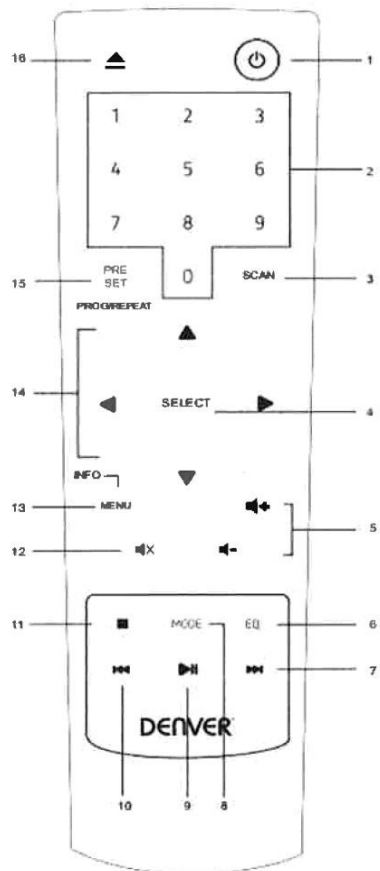 16 1
1 2 3
4 5 6 2
7 8 9
15 PRE SET 0 SCAN 3
PROG/REPEAT
14 SELECT 4
INFO
13 MENU 5
12
11 MODE EQ 6
7
DENVER
10 9 8